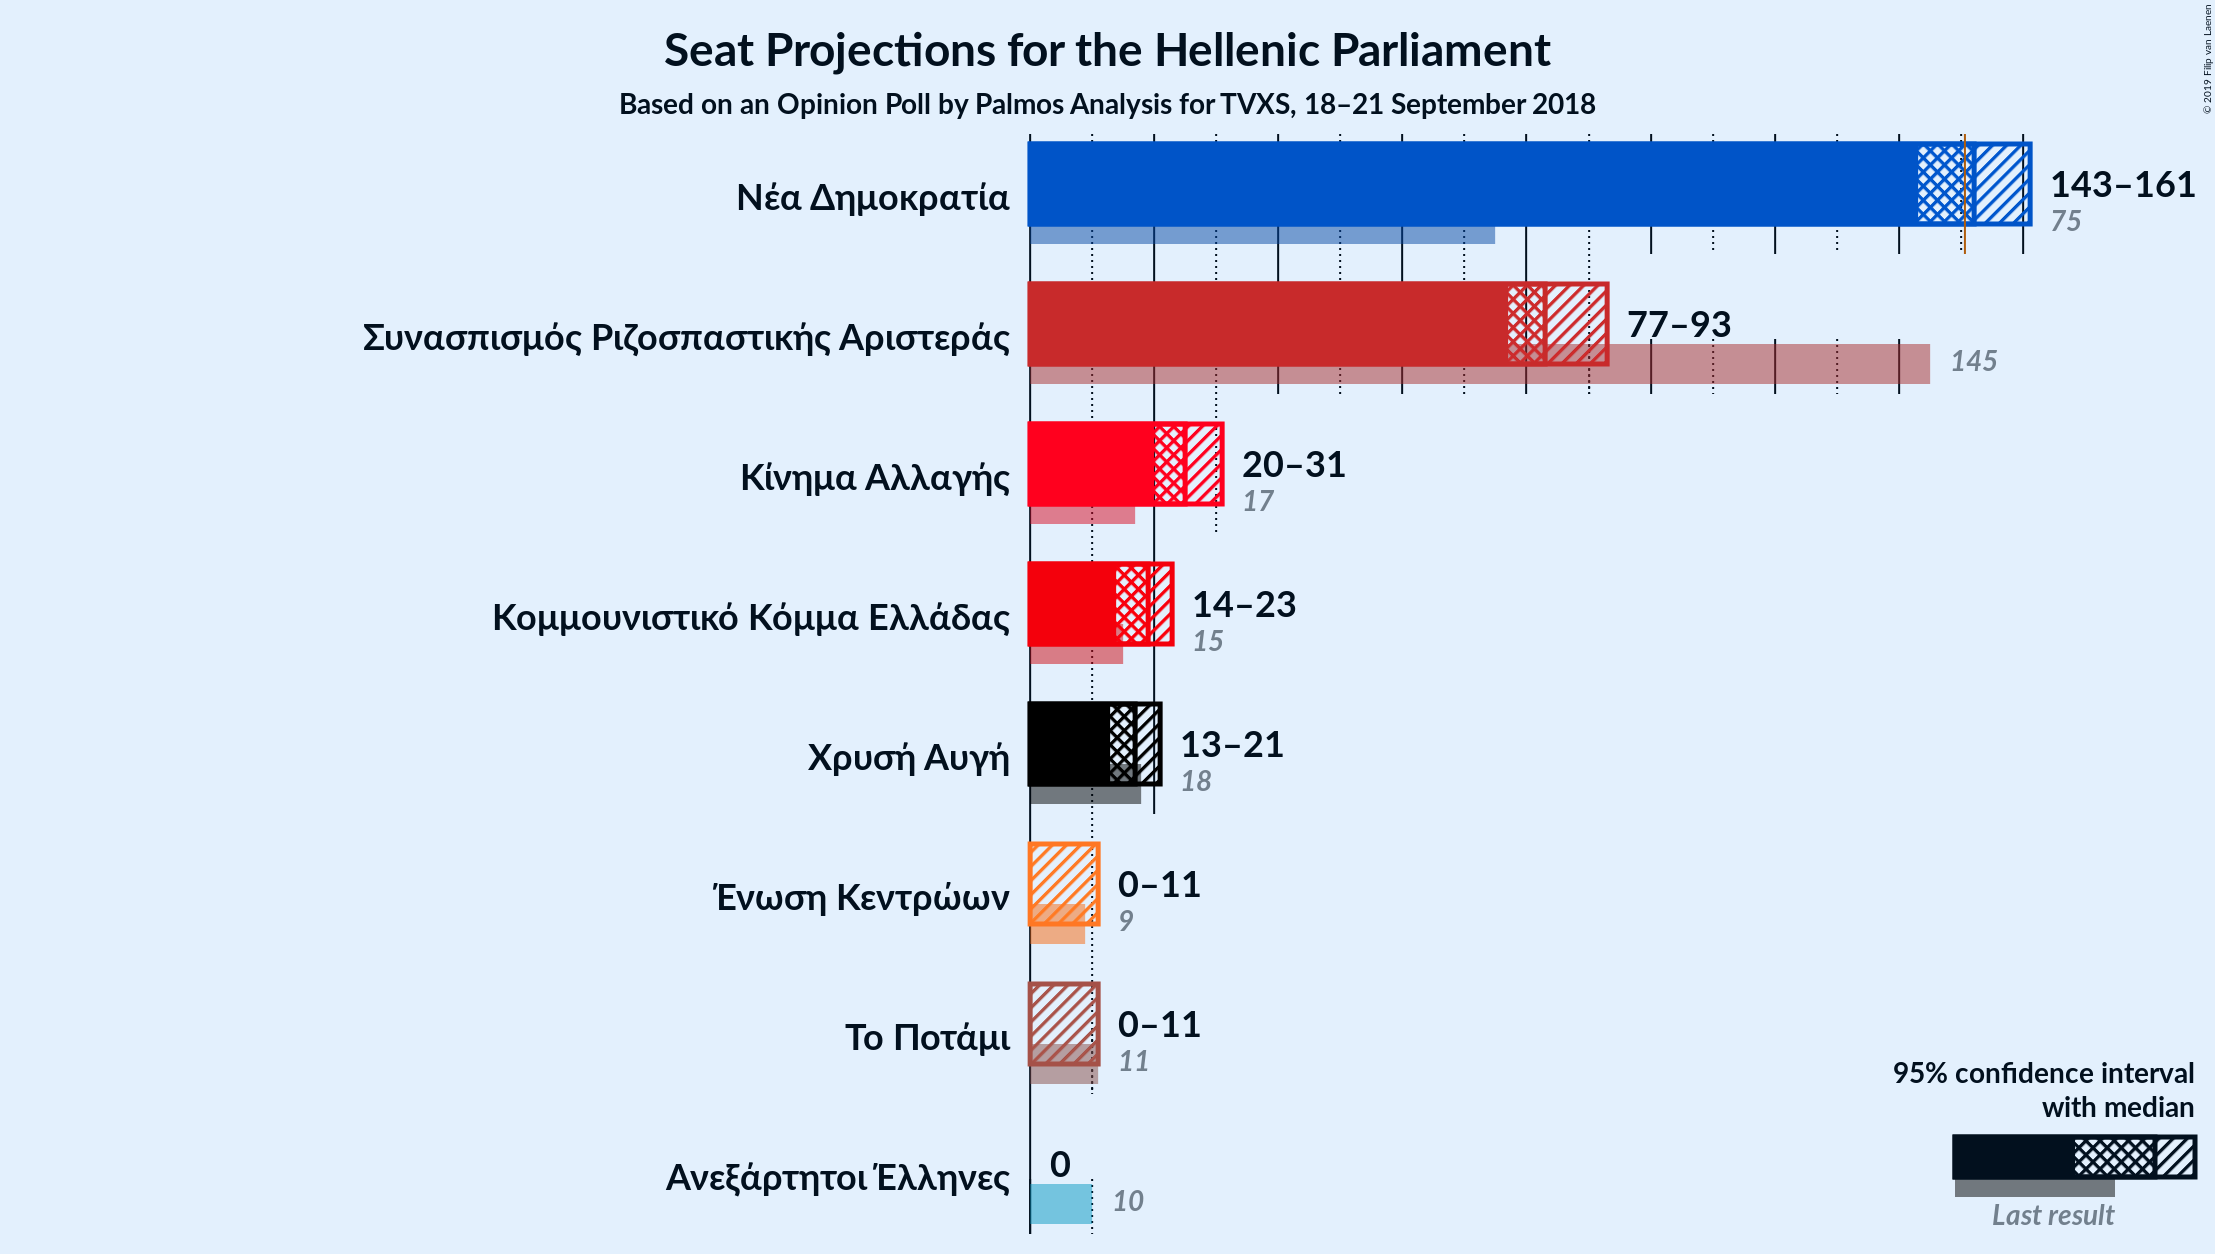 Seat Projections for the Hellenic Parliament
Based on an Opinion Poll by Palmos Analysis for TVXS, 18–21 September 2018
© 2019 Filip van Laenen
Νέα Δημοκρατία
143–161
75
Συνασπισμός Ριζοσπαστικής Αριστεράς
77–93
145
Κίνημα Αλλαγής
20–31
17
Κομμουνιστικό Κόμμα Ελλάδας
14–23
15
Χρυσή Αυγή
13–21
18
Ένωση Κεντρώων
0–11
9
Το Ποτάμι
0–11
11
Ανεξάρτητοι Έλληνες
0
10
95% confidence interval
with median
Last result